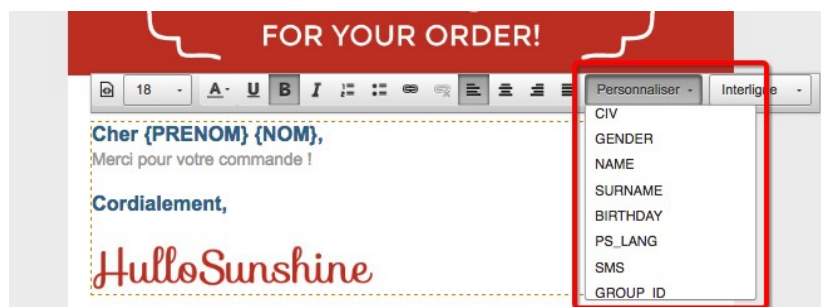 FOR YOUR ORDER!
18 A U B I Personnaliser Interligne
CIV
GENDER
NAME
SURNAME
BIRTHDAY
PS_LANG
SMS
GROUP_ID
Cher {PRENOM} {NOM},
Merci pour votre commande !
Cordialement,
HulloSunshine